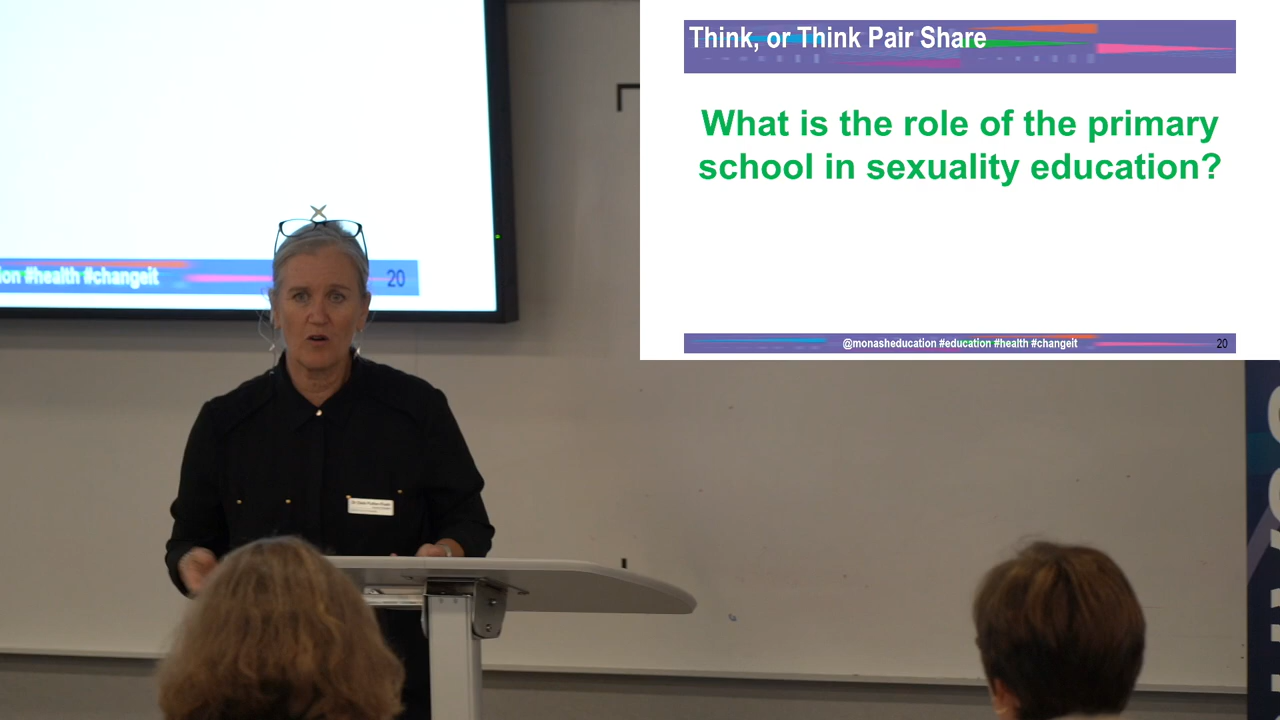 Think, or Think Pair Share
What is the role of the primary
school in sexuality education?
@monasheducation #education #health #changeit
20
#health #changeit
20